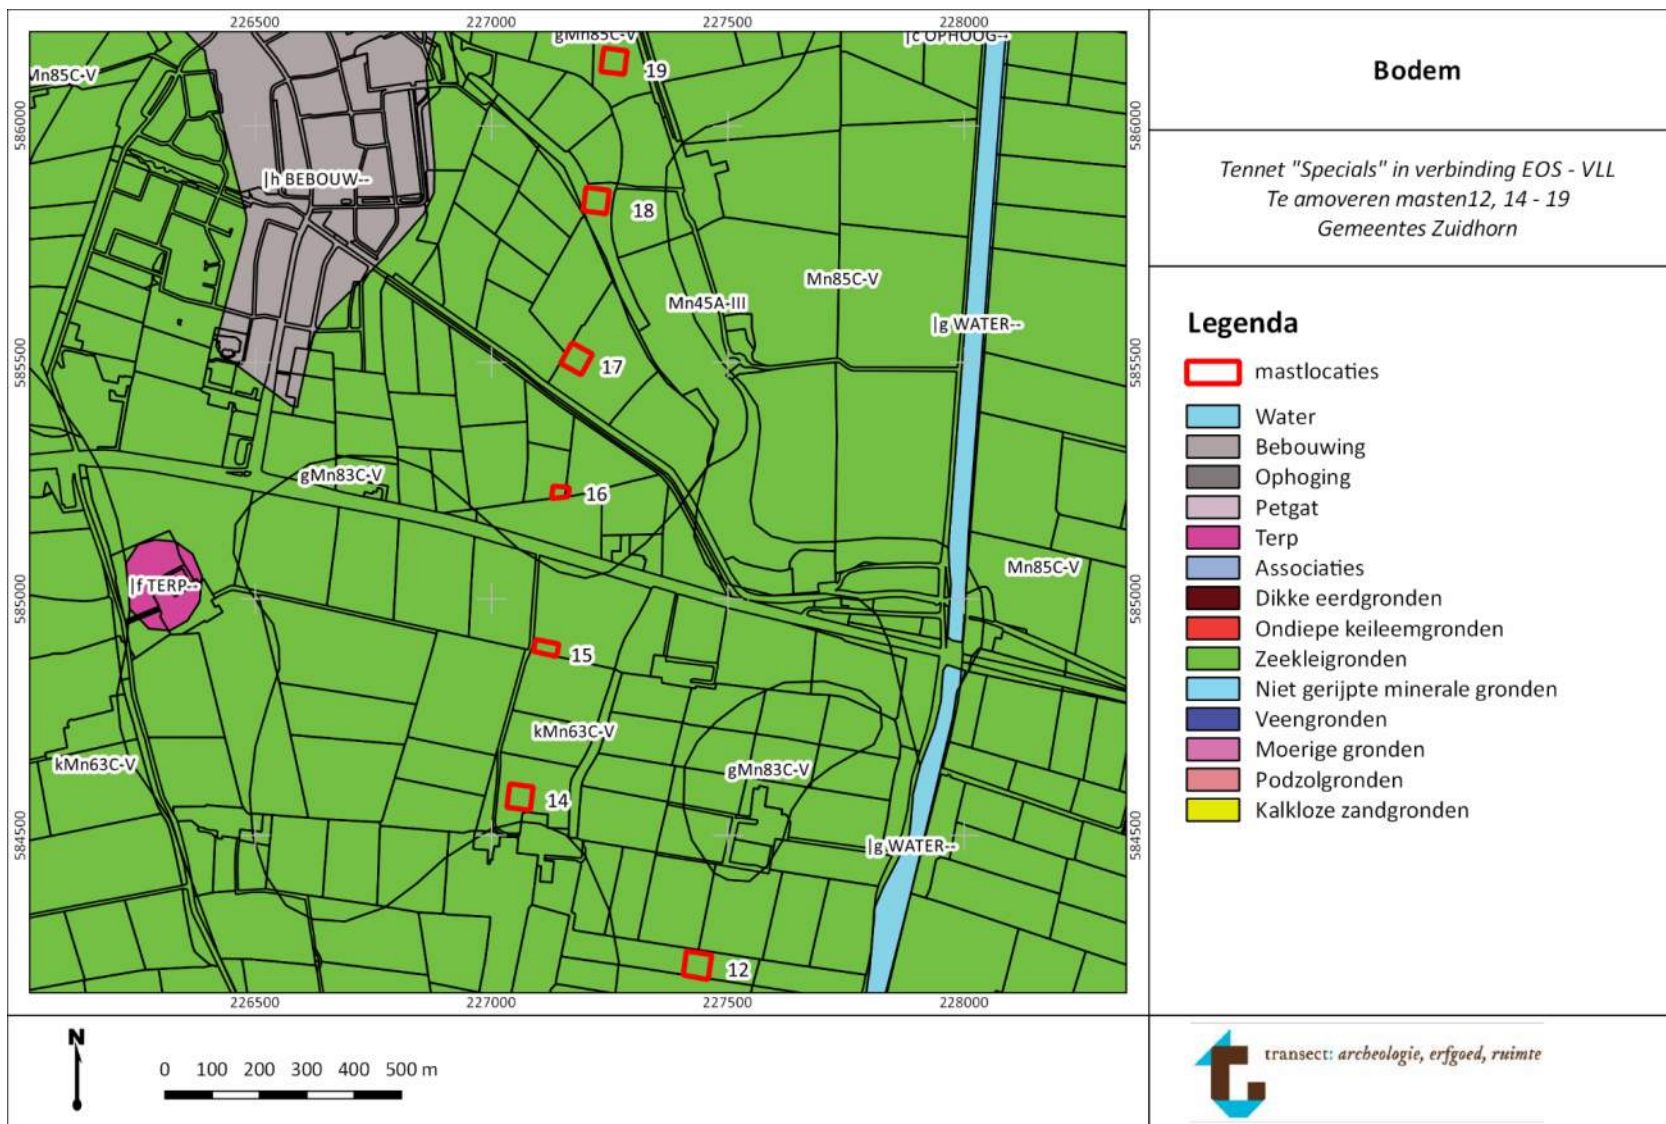 226500 227000 227500 228000
gMn85C-V
|c OPHOOG--
Mn85C-V
19
586000
586000
|h BEBOUW--
18
Mn85C-V
Mn45A-III
|g WATER--
585500
585500
17
gMn83C-V
16
Mn85C-V
|f TERP--
585000
585000
15
kMn63C-V
kMn63C-V
gMn83C-V
14
584500
584500
|g WATER--
12
226500 227000 227500 228000
N
0 100 200 300 400 500 m
Bodem
Tennet "Specials" in verbinding EOS - VLL
Te amoveren masten12, 14 - 19
Gemeentes Zuidhorn
Legenda
mastlocaties
Water
Bebouwing
Ophoging
Petgat
Terp
Associaties
Dikke eerdgronden
Ondiepe keileemgronden
Zeekleigronden
Niet gerijpte minerale gronden
Veengronden
Moerige gronden
Podzolgronden
Kalkloze zandgronden
transect: archeologie, erfgoed, ruimte